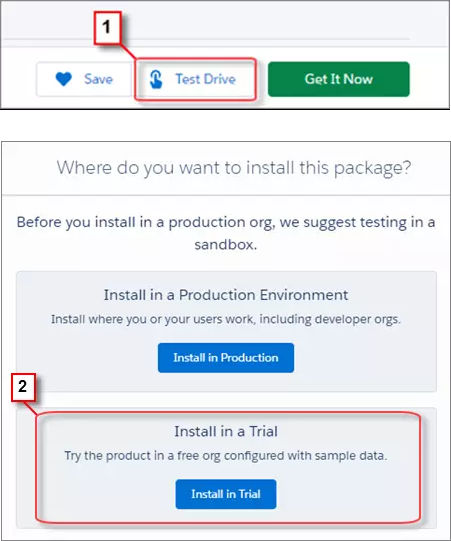 1
Save
Test Drive
Get It Now
Where do you want to install this package?
Before you install in a production org, we suggest testing in a
sandbox.
Install in a Production Environment
Install where you or your users work, including developer orgs.
Install in Production
2
Install in a Trial
Try the product in a free org configured with sample data.
Install in Trial